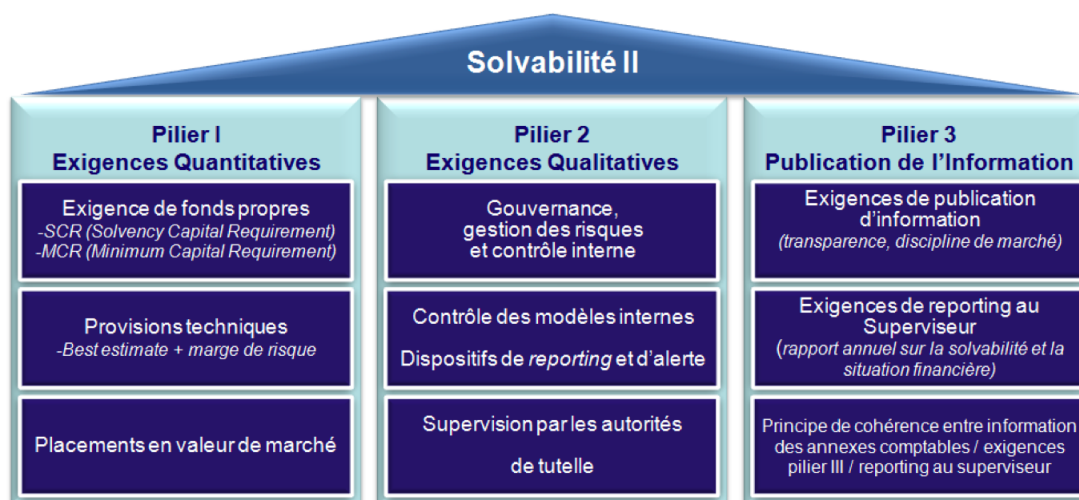 Solvabilité II
Pilier I
Exigences Quantitatives
Exigence de fonds propres
-SCR (Solvency Capital Requirement)
-MCR (Minimum Capital Requirement)
Provisions techniques
-Best estimate + marge de risque
Placements en valeur de marché
Pilier 2
Exigences Qualitatives
Gouvernance,
gestion des risques
et contrôle interne
Contrôle des modèles internes
Dispositifs de reporting et d'alerte
Supervision par les autorités
de tutelle
Pilier 3
Publication de l'Information
Exigences de publication
d'information
(transparence, discipline de marché)
Exigences de reporting au
Superviseur
(rapport annuel sur la solvabilité et la
situation financière)
Principe de cohérence entre information
des annexes comptables / exigences
pilier III / reporting au superviseur